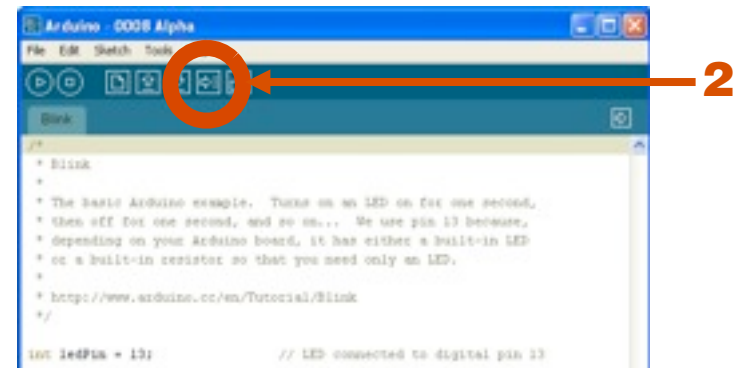 Arduino - 0008 Alpha
File Edit Sketch Tools
2
Blink
/*
* Blink
*
* The basic Arduino example. Turns on an LED on for one second,
* then off for one second, and so on... We use pin 13 because,
* depending on your Arduino board, it has either a built-in LED
* or a built-in resistor so that you need only an LED.
*
* http://www.arduino.cc/en/Tutorial/Blink
*/
int ledPin = 13; // LED connected to digital pin 13